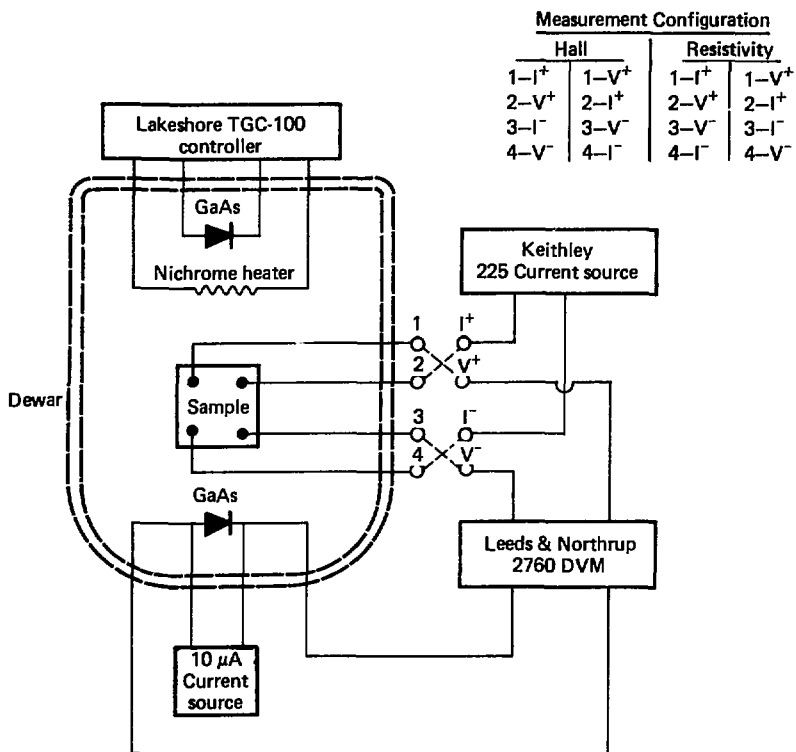 Measurement Configuration
Hall Resistivity
1–I⁺ 1–V⁺ 1–I⁺ 1–V⁺
2–V⁺ 2–I⁺ 2–V⁺ 2–I⁺
3–I⁻ 3–V⁻ 3–V⁻ 3–I⁻
4–V⁻ 4–I⁻ 4–I⁻ 4–V⁻
Lakeshore TGC-100
controller
GaAs
Nichrome heater
Keithley
225 Current source
1 I⁺
2 V⁺
Dewar
Sample
3 I⁻
4 V⁻
GaAs
Leeds & Northrup
2760 DVM
10 μA
Current
source